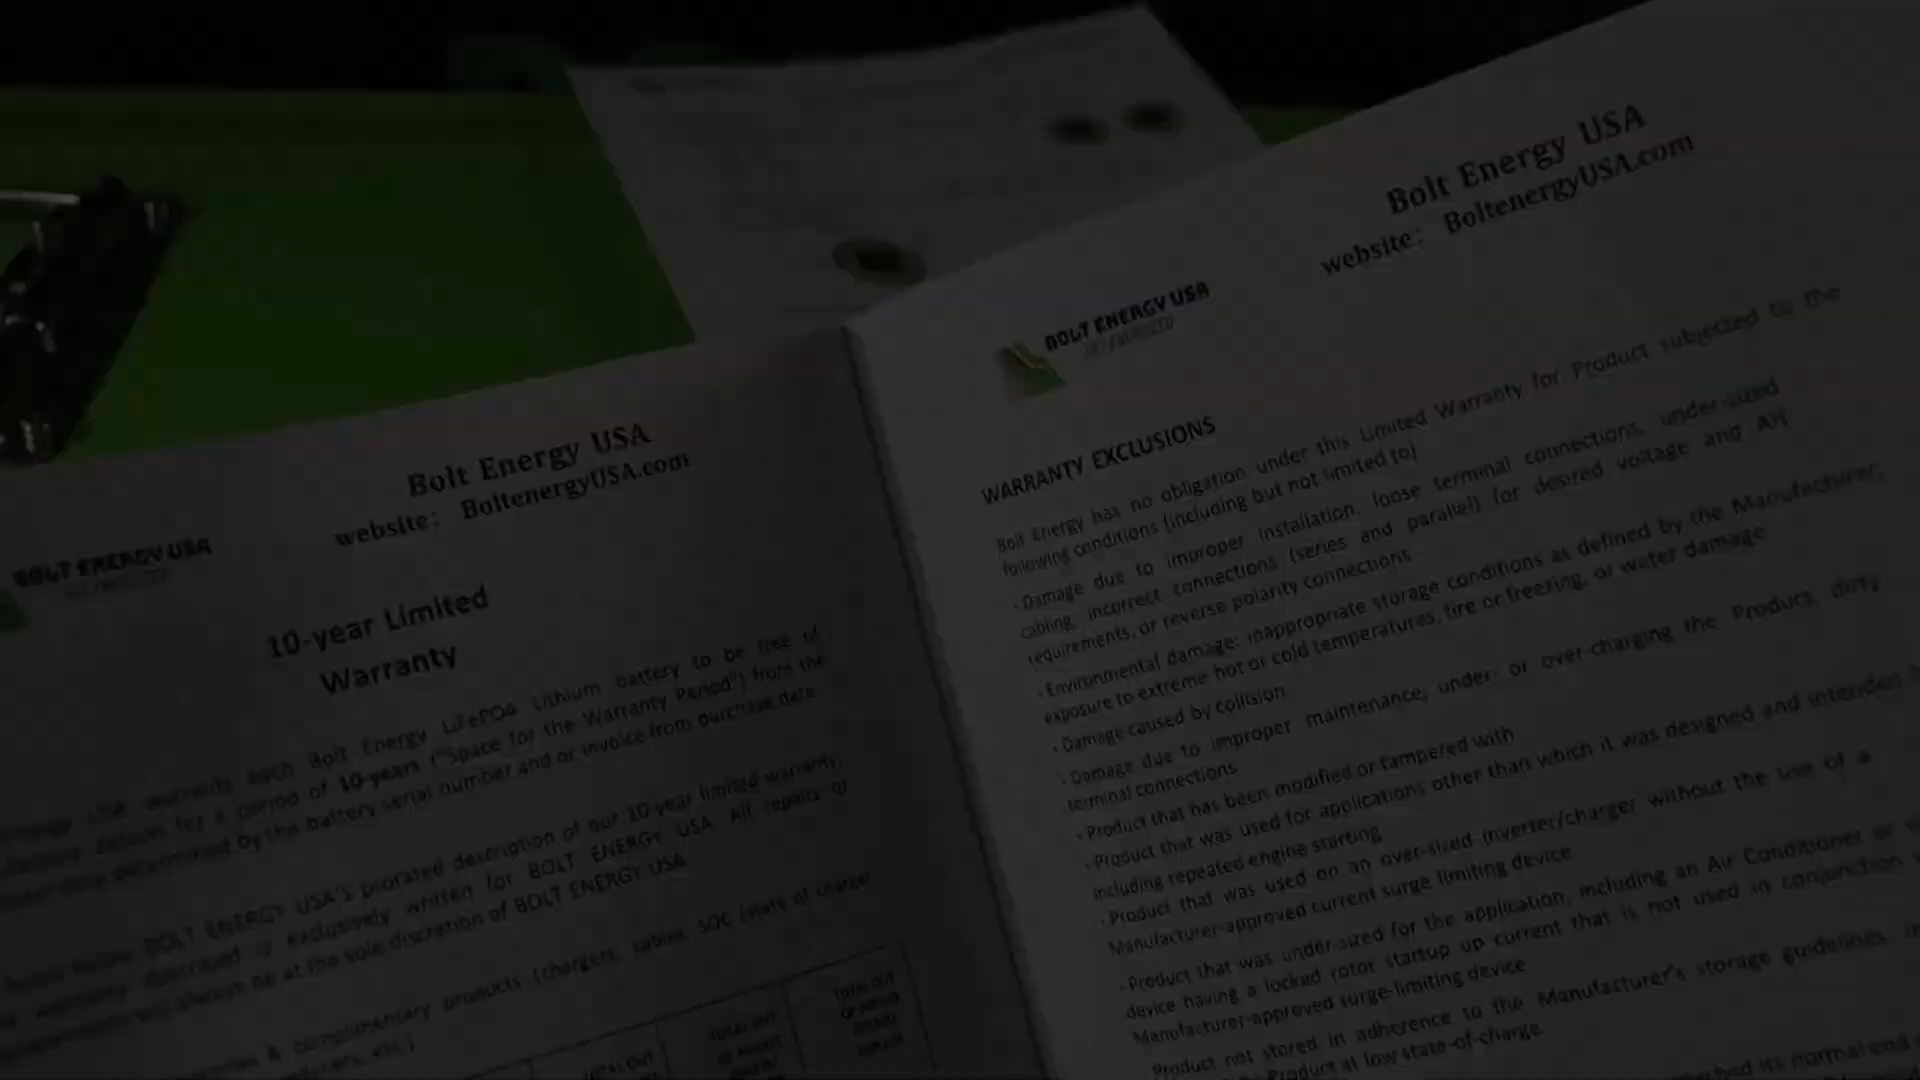 Bolt Energy USA
website: BoltenergyUSA.com
BOLT ENERGY USA
10-year Limited
Warranty
USA warrants each Bolt Energy LiFePO4 Lithium battery to be free of
defects for a period of 10-years ("Space for the Warranty Period") from the
determined by the battery serial number and or invoice from purchase date.
BOLT ENERGY USA'S prorated description of our 10-year limited warranty.
warranty described is exclusively written for BOLT ENERGY USA. All repairs or
will always be at the sole discretion of BOLT ENERGY USA
& complimentary products (chargers, cables, SOC (state of charge)
etc.)
Bolt Energy USA
website: BoltenergyUSA.com
BOLT ENERGY USA
WARRANTY EXCLUSIONS
Bolt Energy has no obligation under this Limited Warranty for Product subjected to the
following conditions (including but not limited to)
· Damage due to improper installation, loose terminal connections, under-sized
cabling, incorrect connections (series and parallel) for desired voltage and AH
requirements, or reverse polarity connections
· Environmental damage: inappropriate storage conditions as defined by the Manufacturer;
exposure to extreme hot or cold temperatures, fire or freezing, or water damage
· Damage caused by collision
· Damage due to improper maintenance, under- or over-charging the Product, dirty
terminal connections
· Product that has been modified or tampered with
· Product that was used for applications other than which it was designed and intended
including repeated engine starting
· Product that was used on an over-sized inverter/charger without the use of a
Manufacturer-approved current surge limiting device.
· Product that was under-sized for the application, including an Air Conditioner or
device having a locked rotor startup up current that is not used in conjunction
Manufacturer-approved surge-limiting device
Product not stored in adherence to the Manufacturer's storage guidelines,
Product at low state-of-charge.
its normal end